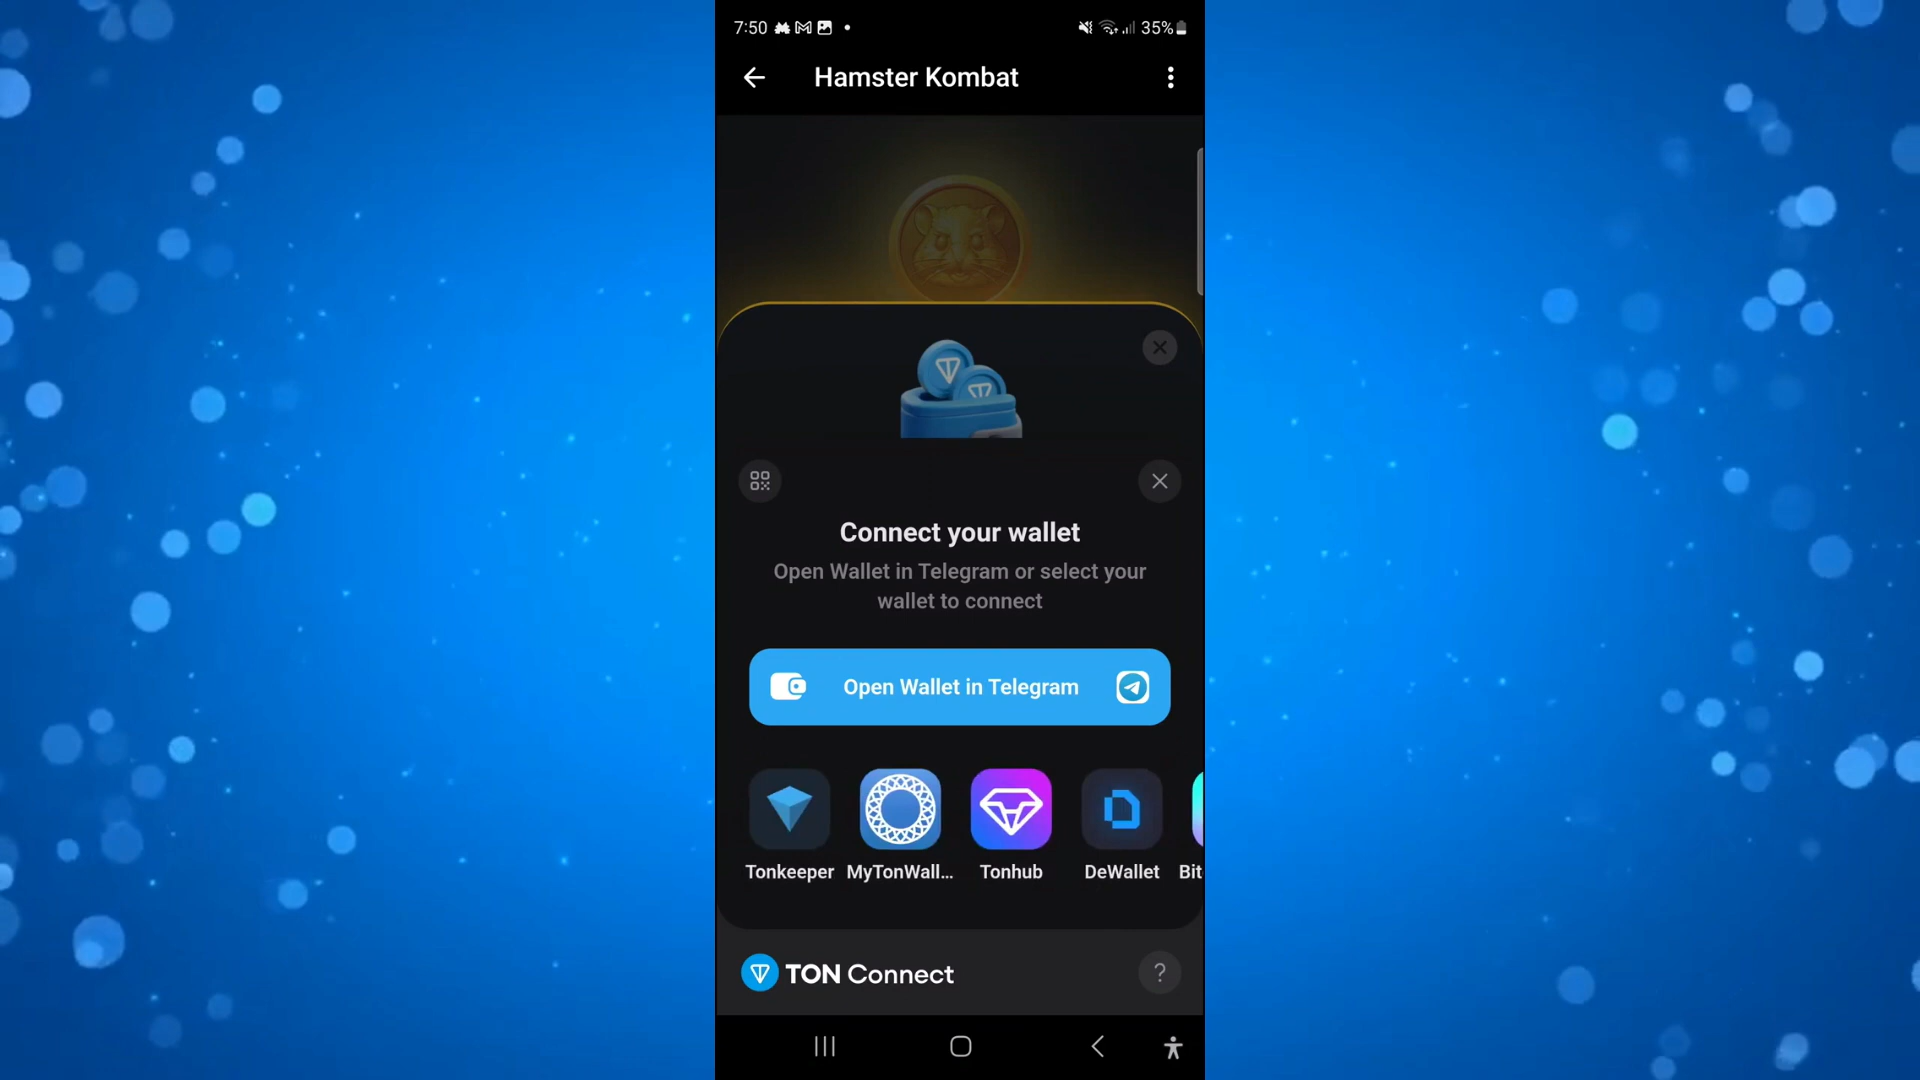 7:50
35%
Hamster Kombat
Connect your wallet
Open Wallet in Telegram or select your
wallet to connect
Open Wallet in Telegram
Tonkeeper MyTonWall... Tonhub DeWallet Bit
TON Connect
?